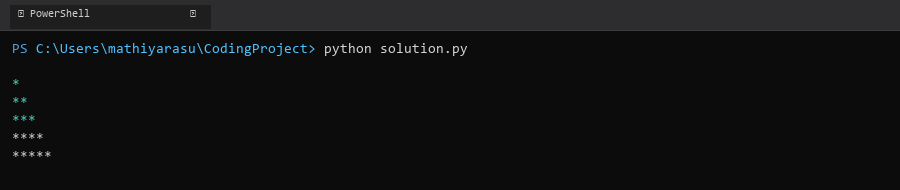 PowerShell
PS C:\Users\mathiyarasu\CodingProject> python solution.py
*
**
***
****
*****